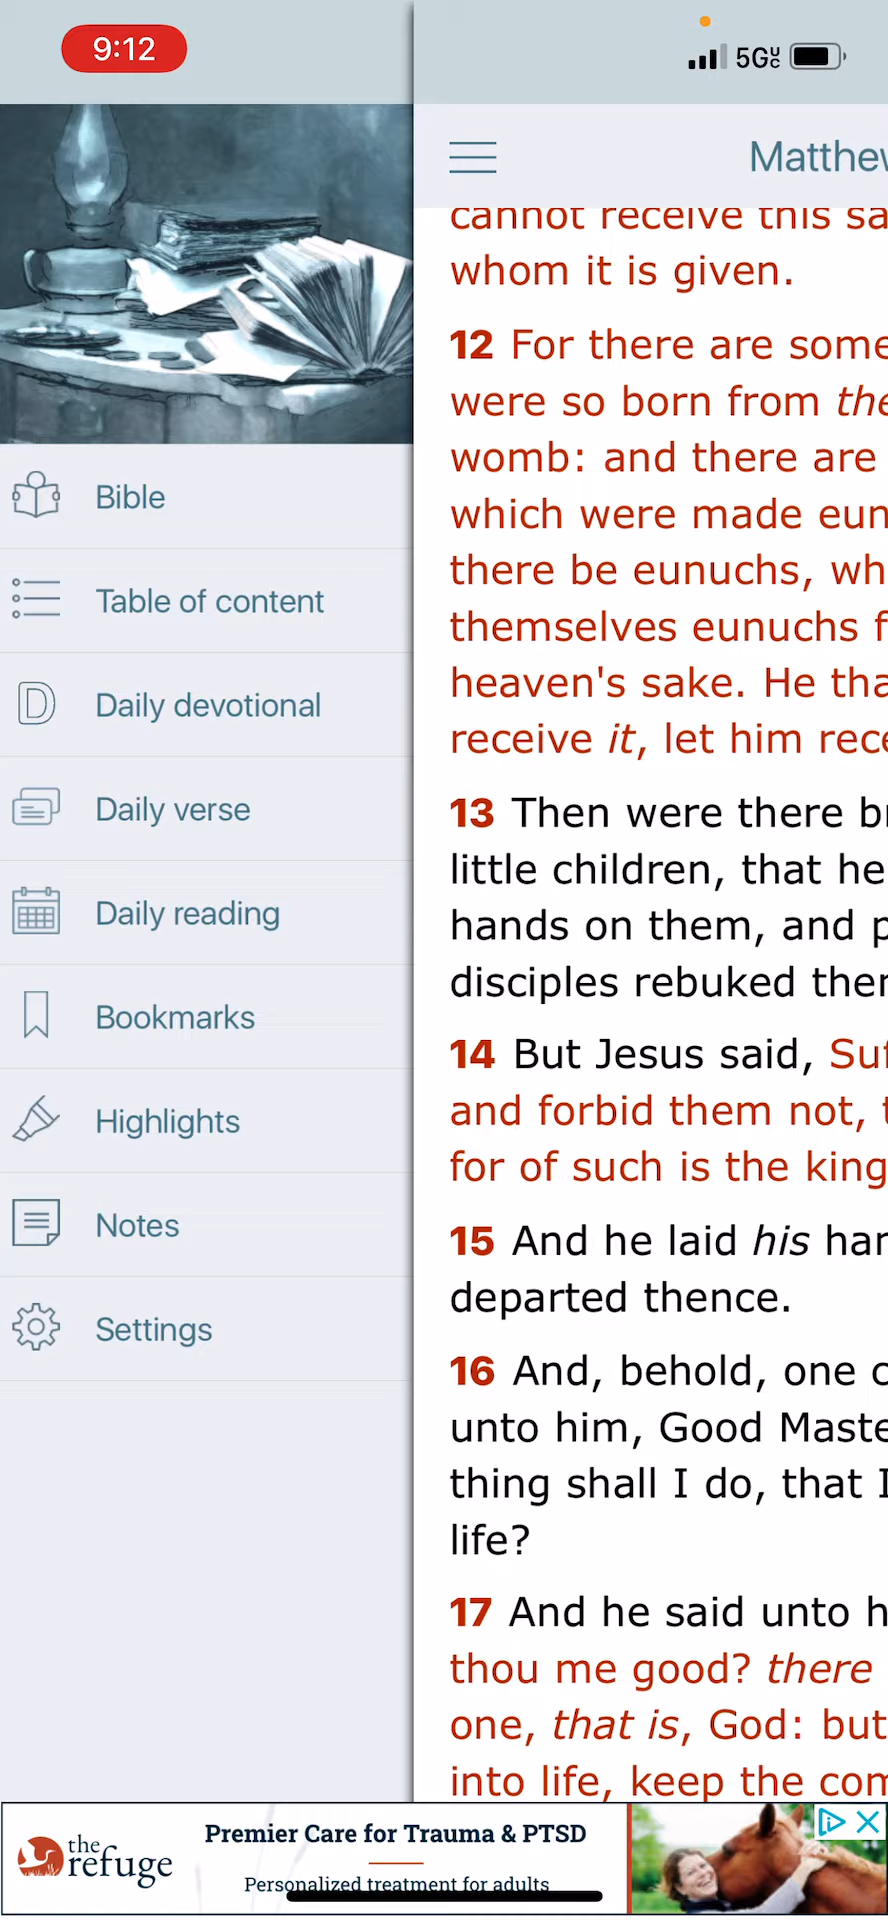 9:12
5G UC
Bible
Table of content
Daily devotional
Daily verse
Daily reading
Bookmarks
Highlights
Notes
Settings
Matthew
cannot receive this sa
whom it is given.
12 For there are some
were so born from the
womb: and there are
which were made eun
there be eunuchs, wh
themselves eunuchs f
heaven's sake. He tha
receive it, let him rece
13 Then were there br
little children, that he
hands on them, and p
disciples rebuked ther
14 But Jesus said, Suf
and forbid them not, t
for of such is the king
15 And he laid his han
departed thence.
16 And, behold, one c
unto him, Good Maste
thing shall I do, that I
life?
17 And he said unto h
thou me good? there
one, that is, God: but
into life, keep the com
the refuge
Premier Care for Trauma & PTSD
Personalized treatment for adults